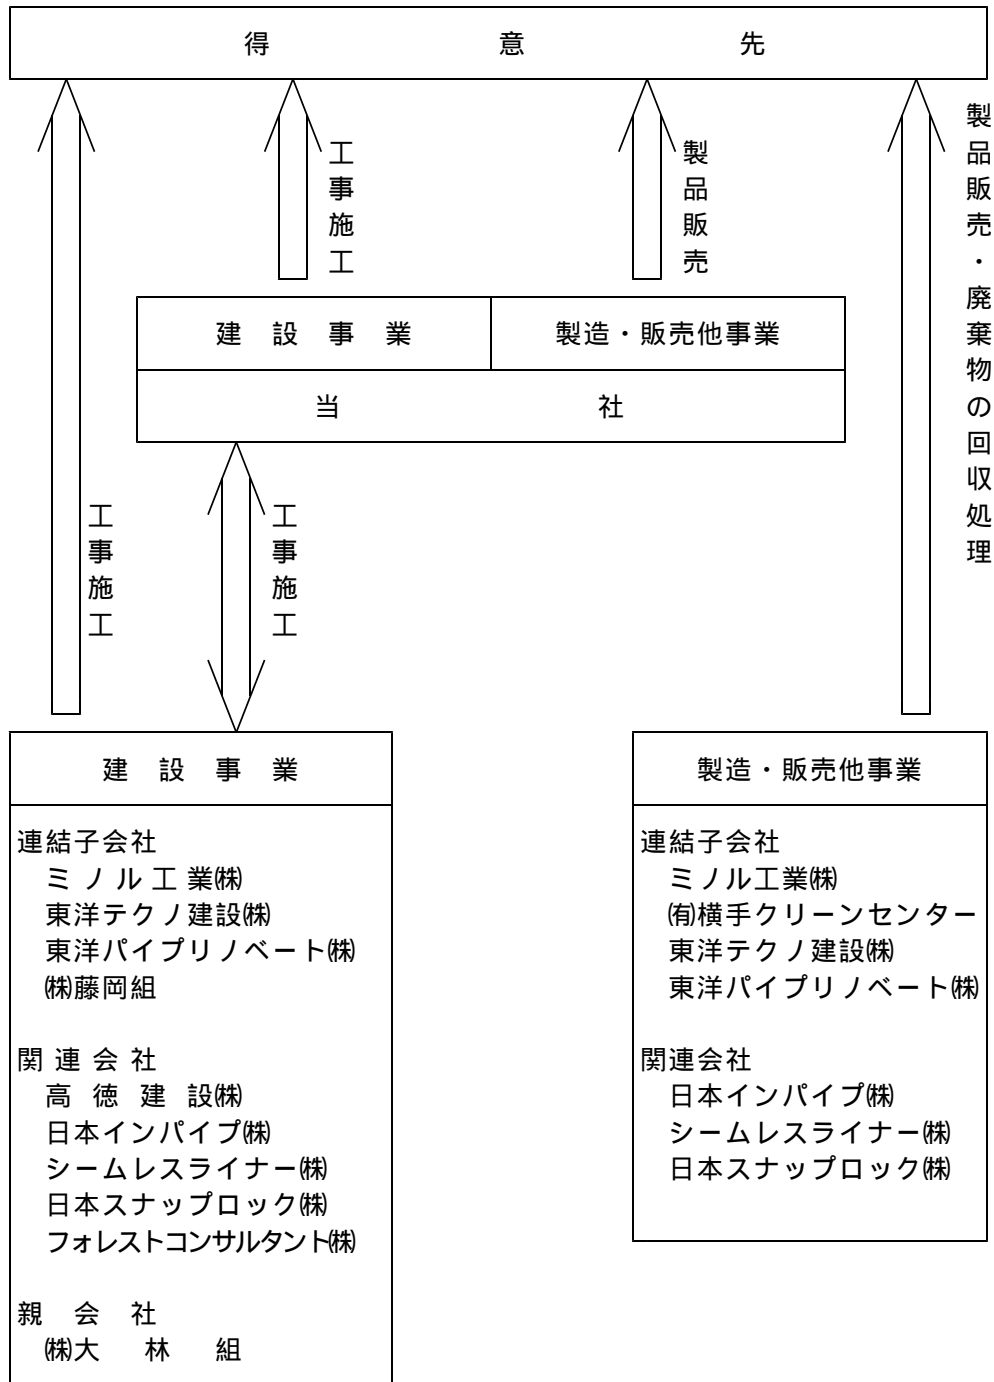 得意先
工事施工
製品販売
製品販売・廃棄物の回収処理
建設事業
製造・販売他事業
当社
工事施工
工事施工
建設事業
連結子会社
ミノル工業㈱
東洋テクノ建設㈱
東洋パイプリノベート㈱
㈱藤岡組
関連会社
高徳建設㈱
日本インパイプ㈱
シームレスライナー㈱
日本スナップロック㈱
フォレストコンサルタント㈱
親会社
㈱大林組
製造・販売他事業
連結子会社
ミノル工業㈱
㈲横手クリーンセンター
東洋テクノ建設㈱
東洋パイプリノベート㈱
関連会社
日本インパイプ㈱
シームレスライナー㈱
日本スナップロック㈱